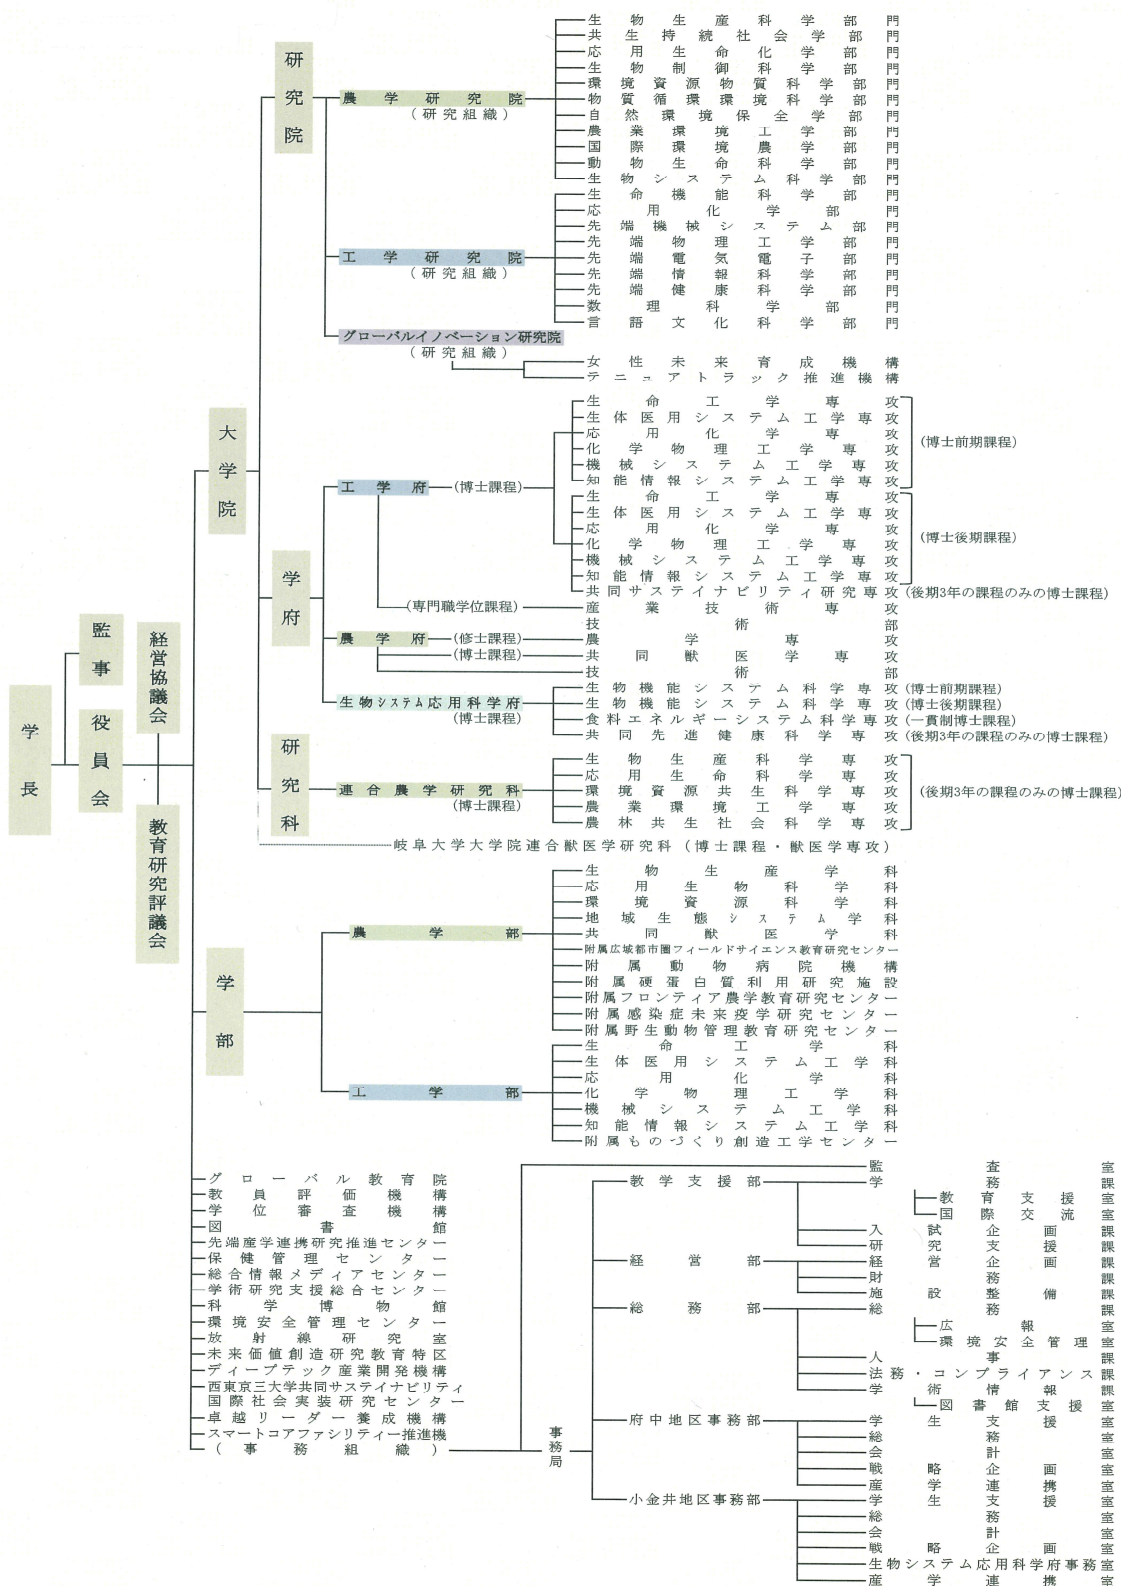 学長
監事
役員会
経営協議会
教育研究評議会
大学院
研究院
農学研究院
(研究組織)
生物生産科学部門
共生持続社会学部門
応用生命化学部門
生物制御科学部門
環境資源物質科学部門
物質循環環境科学部門
自然環境保全学部門
農業環境工学部門
国際環境農学部門
動物生命科学部門
生物システム科学部門
工学研究院
(研究組織)
生命機能科学部門
応用化学部門
先端機械システム部門
先端物理工学部門
先端電気電子部門
先端情報科学部門
先端健康科学部門
数理科学部門
言語文化科学部門
グローバルイノベーション研究院
(研究組織)
女性未来育成機構
テニュアトラック推進機構
学府
工学府
(博士課程)
生命工学専攻
生体医用システム工学専攻
応用化学専攻
化学物理工学専攻
機械システム工学専攻
知能情報システム工学専攻
(博士前期課程)
生命工学専攻
生体医用システム工学専攻
応用化学専攻
化学物理工学専攻
機械システム工学専攻
知能情報システム工学専攻
(博士後期課程)
共同サステイナビリティ研究専攻(後期3年の課程のみの博士課程)
(専門職学位課程)
産業技術専攻
技術部
農学府
(修士課程)
農学専攻
(博士課程)
共同獣医学専攻
技術部
生物システム応用科学府
(博士課程)
生物機能システム科学専攻(博士前期課程)
生物機能システム科学専攻(博士後期課程)
食料エネルギーシステム科学専攻(一貫制博士課程)
共同先進健康科学専攻(後期3年の課程のみの博士課程)
研究科
連合農学研究科
(博士課程)
生物生産科学専攻
応用生命科学専攻
環境資源共生科学専攻
農業環境工学専攻
農林共生社会科学専攻
(後期3年の課程のみの博士課程)
岐阜大学大学院連合獣医学研究科(博士課程・獣医学専攻)
学部
農学部
生物生産学科
応用生物科学科
環境資源科学科
地域生態システム学科
共同獣医学科
附属広域都市圏フィールドサイエンス教育研究センター
附属動物病院機構
附属硬蛋白質利用研究施設
附属フロンティア農学教育研究センター
附属感染症未来疫学研究センター
附属野生動物管理教育研究センター
工学部
生命工学科
生体医用システム工学科
応用化学科
化学物理工学科
機械システム工学科
知能情報システム工学科
附属ものづくり創造工学センター
グローバル教育院
教員評価機構
学位審査機構
図書館
先端産学連携研究推進センター
保健管理センター
総合情報メディアセンター
学術研究支援総合センター
科学博物館
環境安全管理センター
放射線研究室
未来価値創造研究教育特区
ディープテック産業開発機構
西東京三大学共同サステイナビリティ
国際社会実装研究センター
卓越リーダー養成機構
スマートコアファシリティー推進機
(事務組織)
事務局
監査室
教学支援部
学務課
教育支援室
国際交流室
入試企画課
研究支援課
経営部
経営企画課
財務課
施設整備課
総務部
総務課
広報室
環境安全管理室
人事課
法務・コンプライアンス課
学術情報課
図書館支援室
府中地区事務部
学生支援室
総務室
会計室
戦略企画室
産学連携室
小金井地区事務部
学生支援室
総務室
会計室
戦略企画室
生物システム応用科学府事務室
産学連携室